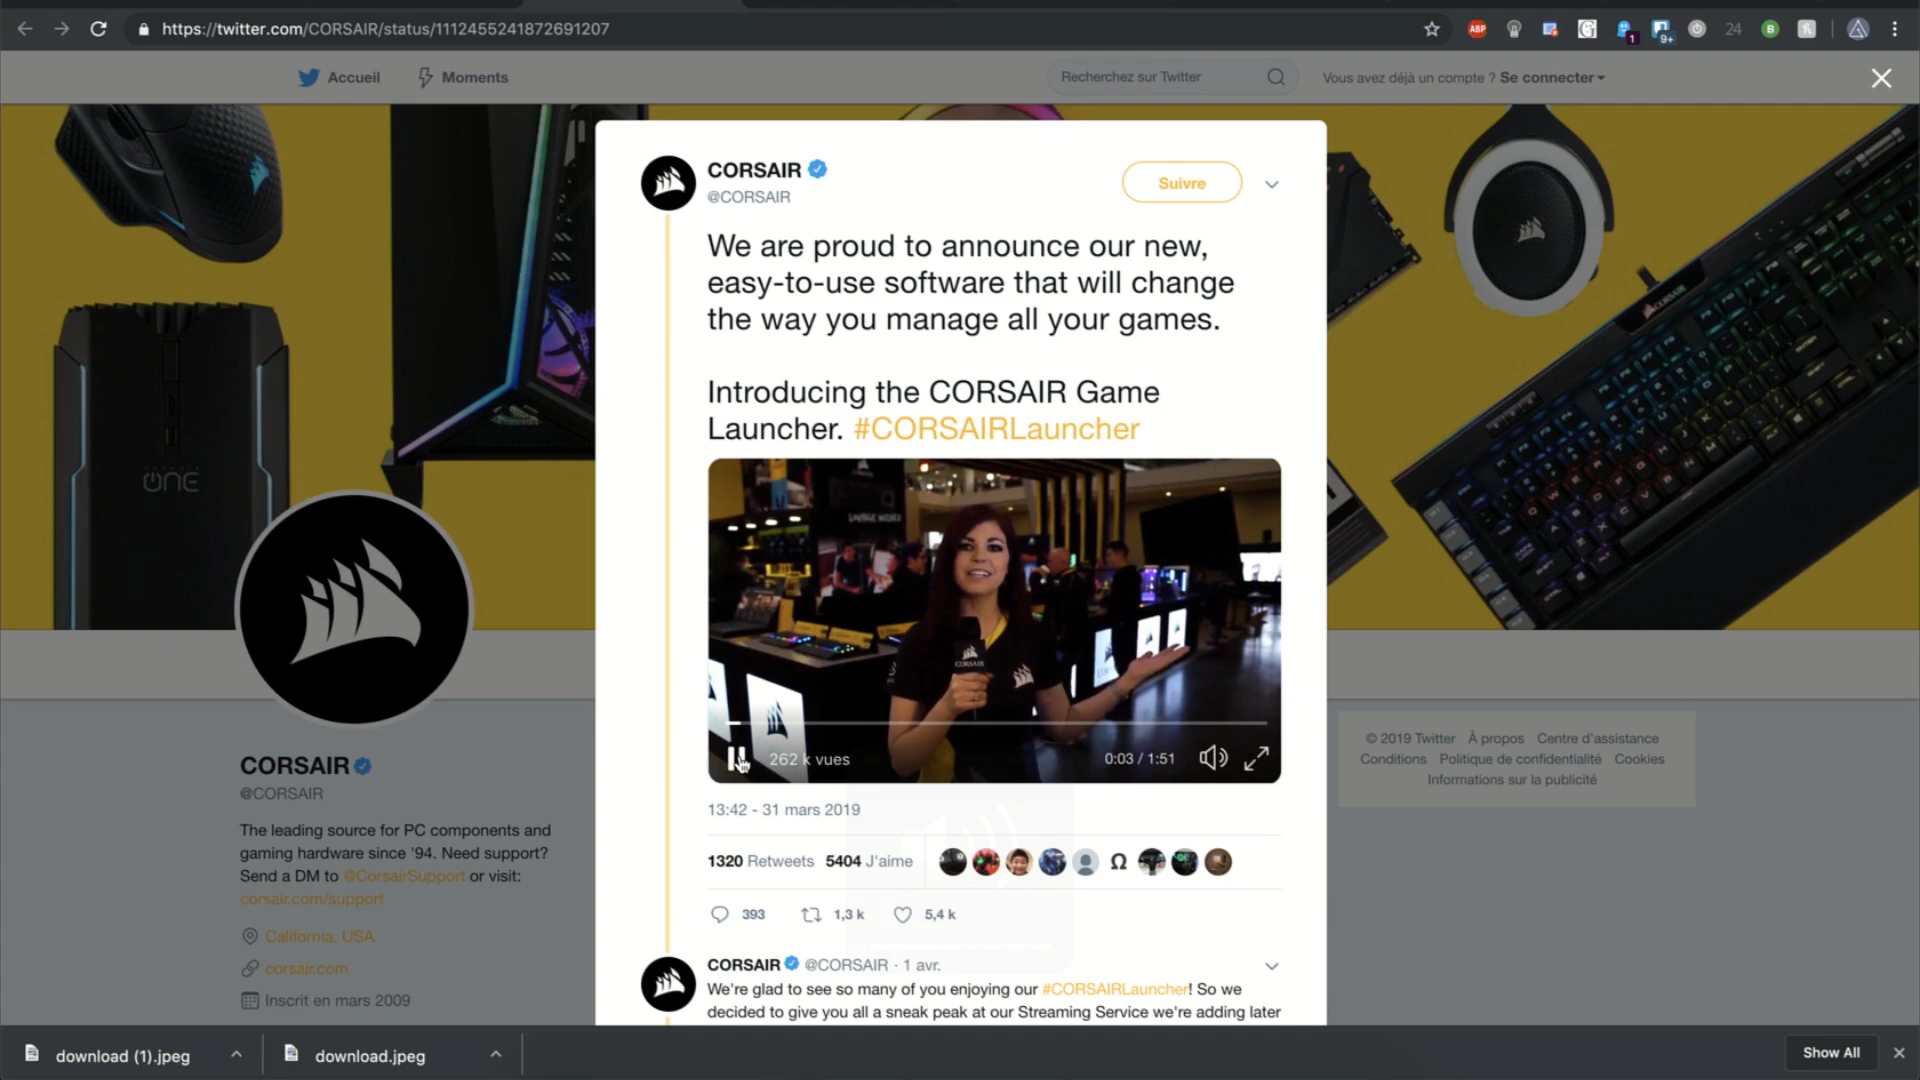 https://twitter.com/CORSAIR/status/1112455241872691207
ABP
1
9+
24
B
Accueil
Moments
Recherchez sur Twitter
Vous avez déjà un compte ? Se connecter
CORSAIR
@CORSAIR
Suivre
We are proud to announce our new,
easy-to-use software that will change
the way you manage all your games.
Introducing the CORSAIR Game
Launcher. #CORSAIRLauncher
ONE
CORSAIR
CORSAIR
262 k vues
0:03 / 1:51
13:42 - 31 mars 2019
1320 Retweets 5404 J'aime
393
1,3 k
5,4 k
CORSAIR @CORSAIR · 1 avr.
We're glad to see so many of you enjoying our #CORSAIRLauncher! So we
decided to give you all a sneak peak at our Streaming Service we're adding later
CORSAIR
@CORSAIR
The leading source for PC components and
gaming hardware since '94. Need support?
Send a DM to @CorsairSupport or visit:
corsair.com/support
California, USA
corsair.com
Inscrit en mars 2009
© 2019 Twitter À propos Centre d'assistance
Conditions Politique de confidentialité Cookies
Informations sur la publicité
download (1).jpeg
download.jpeg
Show All